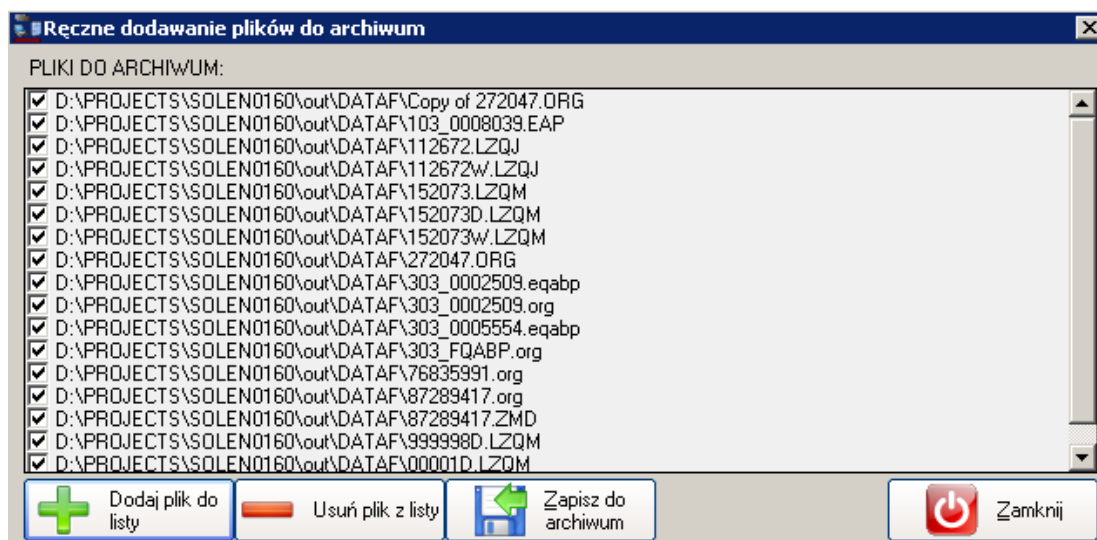 Ręczne dodawanie plików do archiwum
PLIKI DO ARCHIWUM:
D:\PROJECTS\SOLEN0160\out\DATAF\Copy of 272047.ORG
D:\PROJECTS\SOLEN0160\out\DATAF\103_0008039.EAP
D:\PROJECTS\SOLEN0160\out\DATAF\112672.LZQJ
D:\PROJECTS\SOLEN0160\out\DATAF\112672W.LZQJ
D:\PROJECTS\SOLEN0160\out\DATAF\152073.LZQM
D:\PROJECTS\SOLEN0160\out\DATAF\152073D.LZQM
D:\PROJECTS\SOLEN0160\out\DATAF\152073W.LZQM
D:\PROJECTS\SOLEN0160\out\DATAF\272047.ORG
D:\PROJECTS\SOLEN0160\out\DATAF\303_0002509.eqabp
D:\PROJECTS\SOLEN0160\out\DATAF\303_0002509.org
D:\PROJECTS\SOLEN0160\out\DATAF\303_0005554.eqabp
D:\PROJECTS\SOLEN0160\out\DATAF\303_FQABP.org
D:\PROJECTS\SOLEN0160\out\DATAF\76835991.org
D:\PROJECTS\SOLEN0160\out\DATAF\87289417.org
D:\PROJECTS\SOLEN0160\out\DATAF\87289417.ZMD
D:\PROJECTS\SOLEN0160\out\DATAF\999998D.LZQM
D:\PROJECTS\SOLEN0160\out\DATAF\00001D.LZQM
Dodaj plik do
listy
Usuń plik z listy
Zapisz do
archiwum
Zamknij